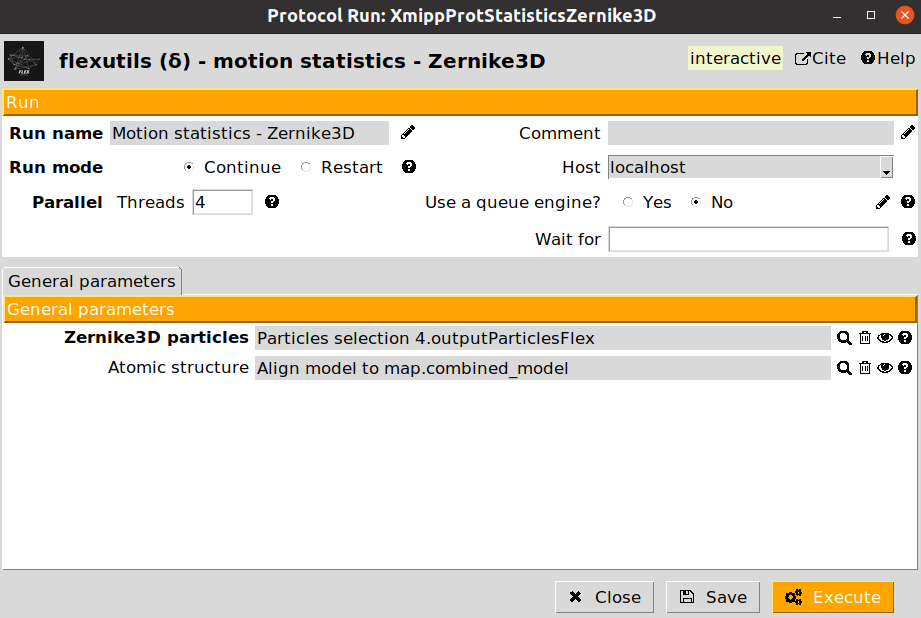 Protocol Run: XmippProtStatisticsZernike3D
FLEX
flexutils (δ) - motion statistics - Zernike3D
interactive Cite Help
Run
Run name Motion statistics - Zernike3D Comment
Run mode Continue Restart Host localhost
Parallel Threads 4 Use a queue engine? Yes No
Wait for
General parameters
General parameters
Zernike3D particles Particles selection 4.outputParticlesFlex
Atomic structure Align model to map.combined_model
Close Save Execute